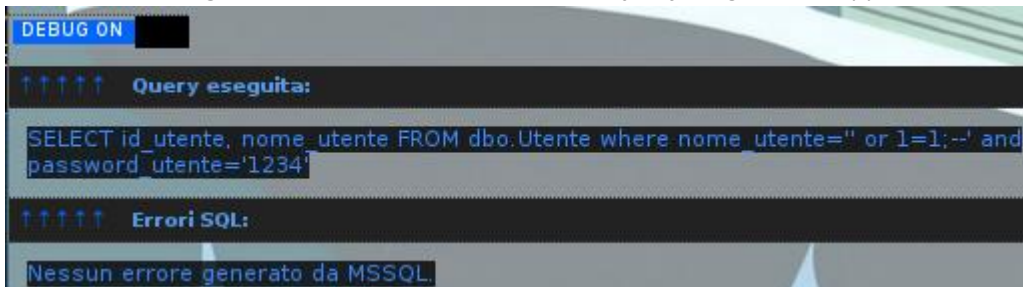 DEBUG ON
↑↑↑↑↑ Query eseguita:
SELECT id_utente, nome_utente FROM dbo.Utente where nome_utente='' or 1=1;--' and
password_utente='1234'
↑↑↑↑↑ Errori SQL:
Nessun errore generato da MSSQL.